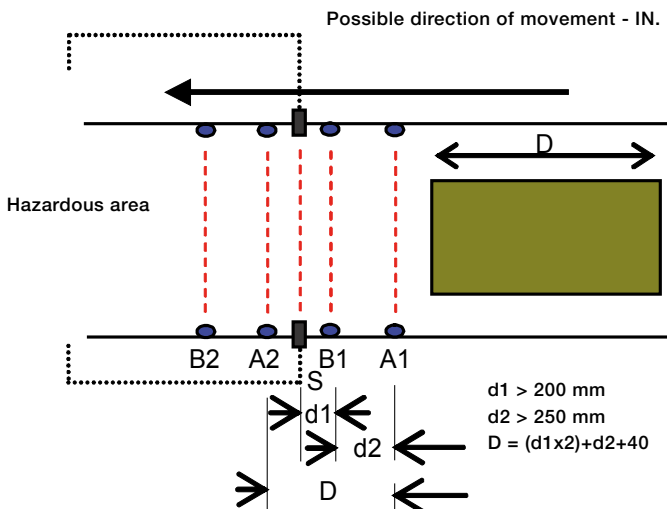 Possible direction of movement - IN.
D
Hazardous area
B2 A2 B1 A1
S
d1
d2
D
d1 > 200 mm
d2 > 250 mm
D = (d1x2)+d2+40